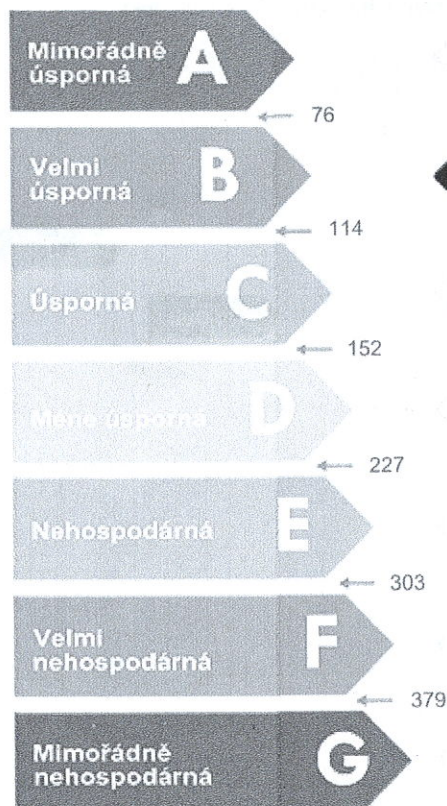 Mimořádně
úsporná
A
76
Velmi
úsporná
B
114
Úsporná
C
152
Méně úsporná
D
227
Nehospodárná
E
303
Velmi
nehospodárná
F
379
Mimořádně
nehospodárná
G